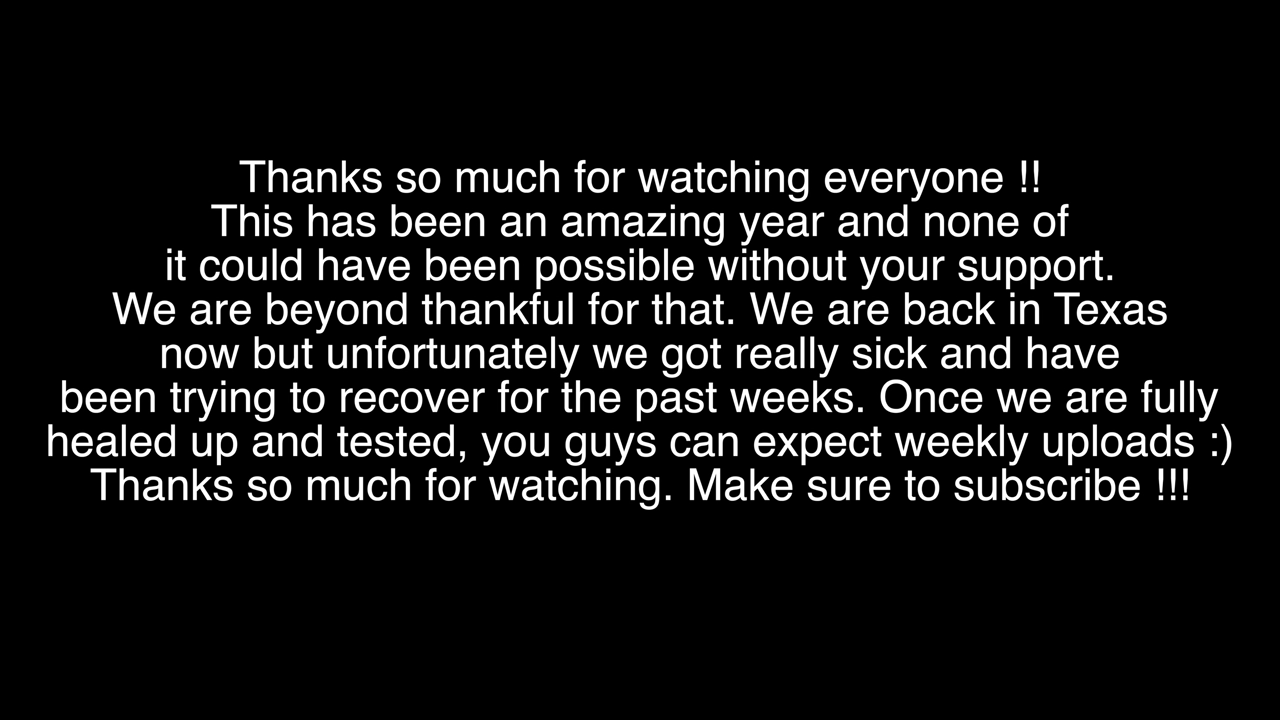 Thanks so much for watching everyone !!
This has been an amazing year and none of
it could have been possible without your support.
We are beyond thankful for that. We are back in Texas
now but unfortunately we got really sick and have
been trying to recover for the past weeks. Once we are fully
healed up and tested, you guys can expect weekly uploads :)
Thanks so much for watching. Make sure to subscribe !!!